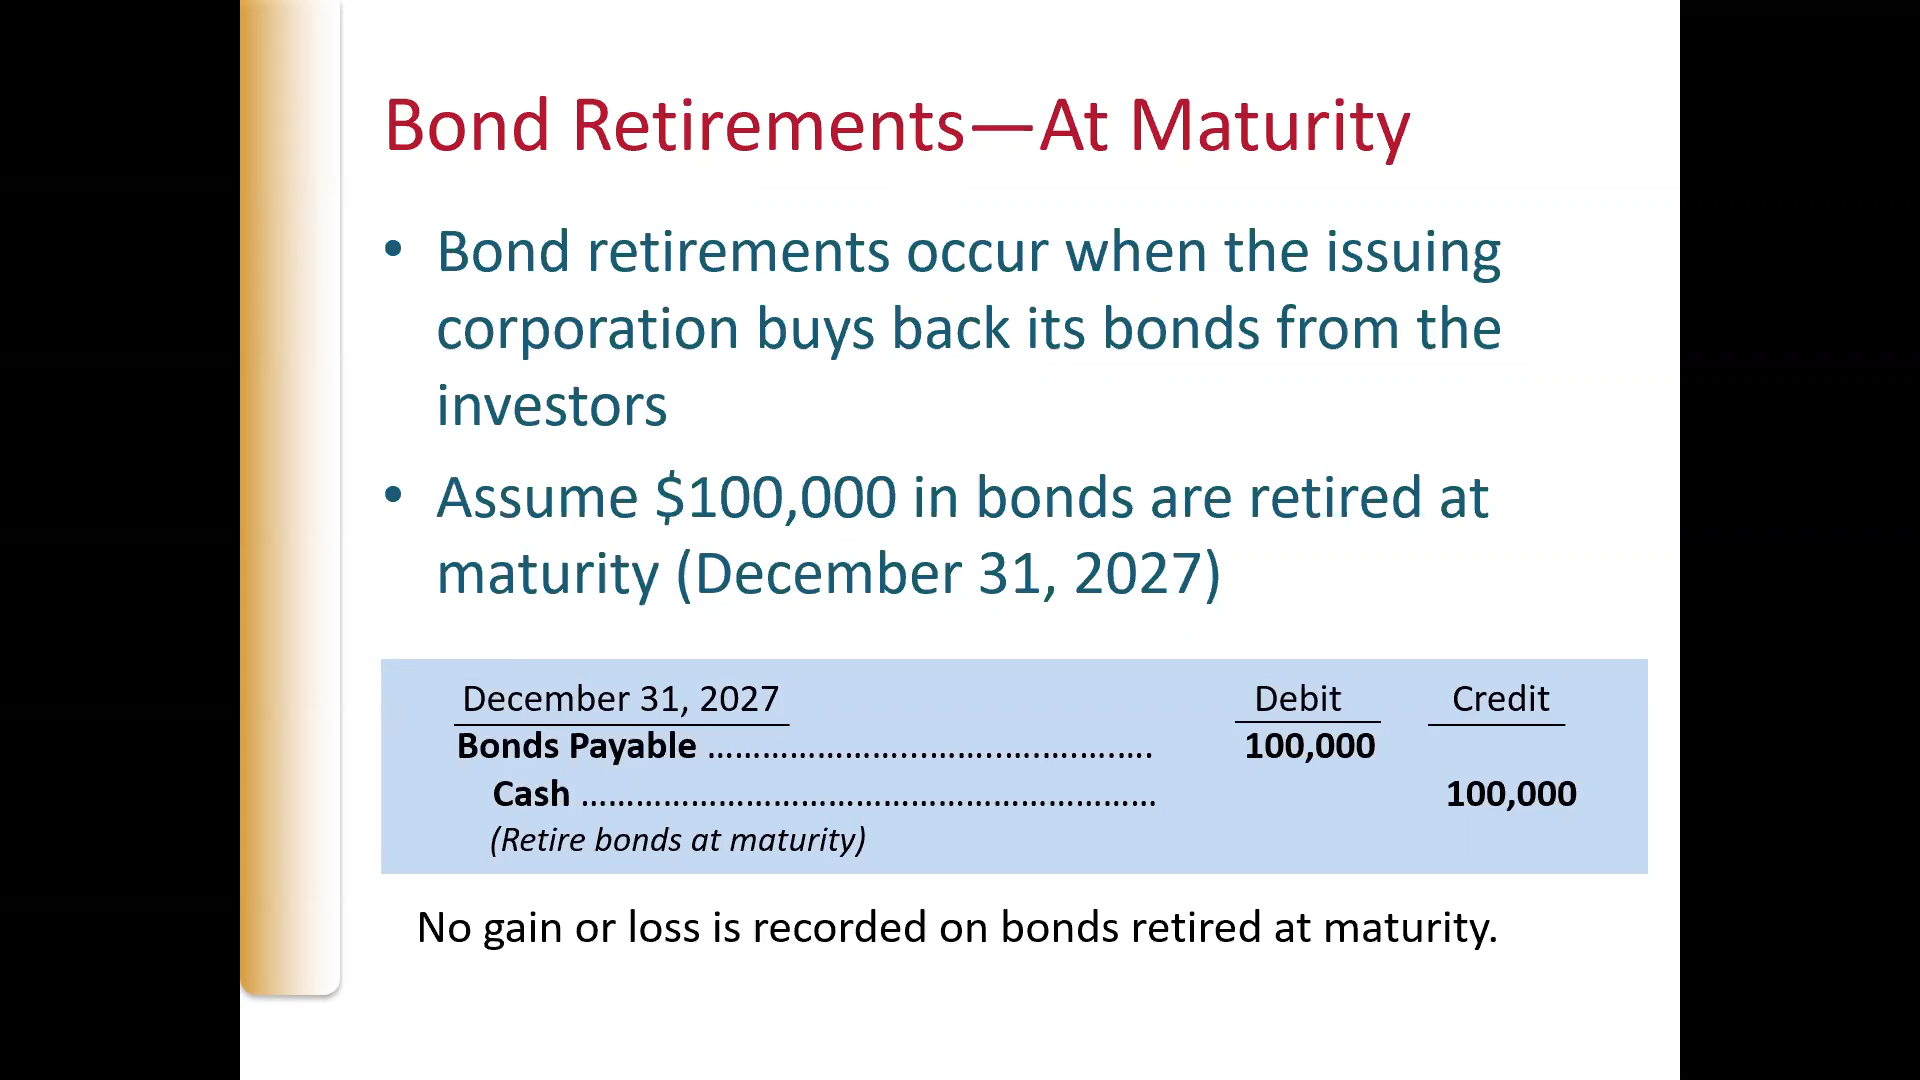 Bond Retirements—At Maturity
• Bond retirements occur when the issuing
corporation buys back its bonds from the
investors
• Assume $100,000 in bonds are retired at
maturity (December 31, 2027)
December 31, 2027 Debit Credit
Bonds Payable ………………………………………… 100,000
Cash ……………………………………………………… 100,000
(Retire bonds at maturity)
No gain or loss is recorded on bonds retired at maturity.